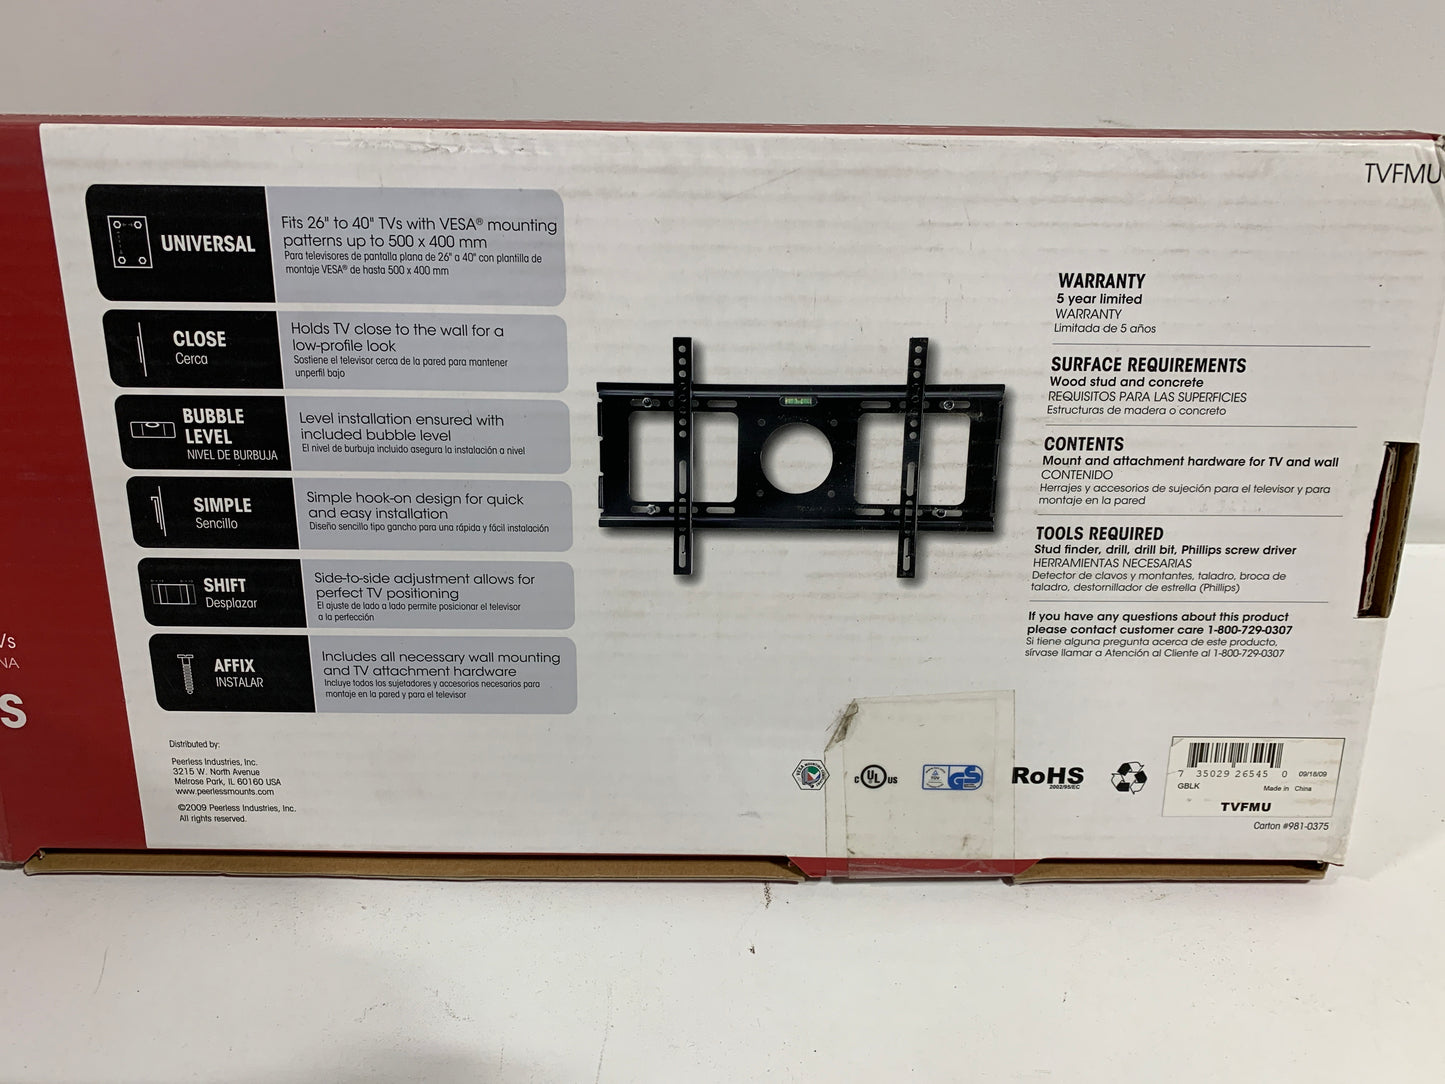 TVFMU
UNIVERSAL
Fits 26" to 40" TVs with VESA® mounting
patterns up to 500 x 400 mm
Para televisores de pantalla plana de 26" a 40" con plantilla de
montaje VESA® de hasta 500 x 400 mm
CLOSE
Cerca
Holds TV close to the wall for a
low-profile look
Sostiene el televisor cerca de la pared para mantener
unperfil bajo
BUBBLE
LEVEL
NIVEL DE BURBUJA
Level installation ensured with
included bubble level
El nivel de burbuja incluido asegura la instalación a nivel
SIMPLE
Sencillo
Simple hook-on design for quick
and easy installation
Diseño sencillo tipo gancho para una rápida y fácil instalación
SHIFT
Desplazar
Side-to-side adjustment allows for
perfect TV positioning
El ajuste de lado a lado permite posicionar el televisor
a la perfección
AFFIX
INSTALAR
Includes all necessary wall mounting
and TV attachment hardware
Incluye todos los sujetadores y accesorios necesarios para
montaje en la pared y para el televisor
Distributed by:
Peerless Industries, Inc.
3215 W. North Avenue
Melrose Park, IL 60160 USA
www.peerlessmounts.com
©2009 Peerless Industries, Inc.
All rights reserved.
WARRANTY
5 year limited
WARRANTY
Limitada de 5 años
SURFACE REQUIREMENTS
Wood stud and concrete
REQUISITOS PARA LAS SUPERFICIES
Estructuras de madera o concreto
CONTENTS
Mount and attachment hardware for TV and wall
CONTENIDO
Herrajes y accesorios de sujeción para el televisor y para
montaje en la pared
TOOLS REQUIRED
Stud finder, drill, drill bit, Phillips screw driver
HERRAMIENTAS NECESARIAS
Detector de clavos y montantes, taladro, broca de
taladro, destornillador de estrella (Phillips)
If you have any questions about this product
please contact customer care 1-800-729-0307
Si tiene alguna pregunta acerca de este producto,
sírvase llamar a Atención al Cliente al 1-800-729-0307
C UL US
GS
RoHS
2002/95/EC
7 35029 26545 0 09/18/09
GBLK Made in China
TVFMU
Carton #981-0375
Vs
NA
S